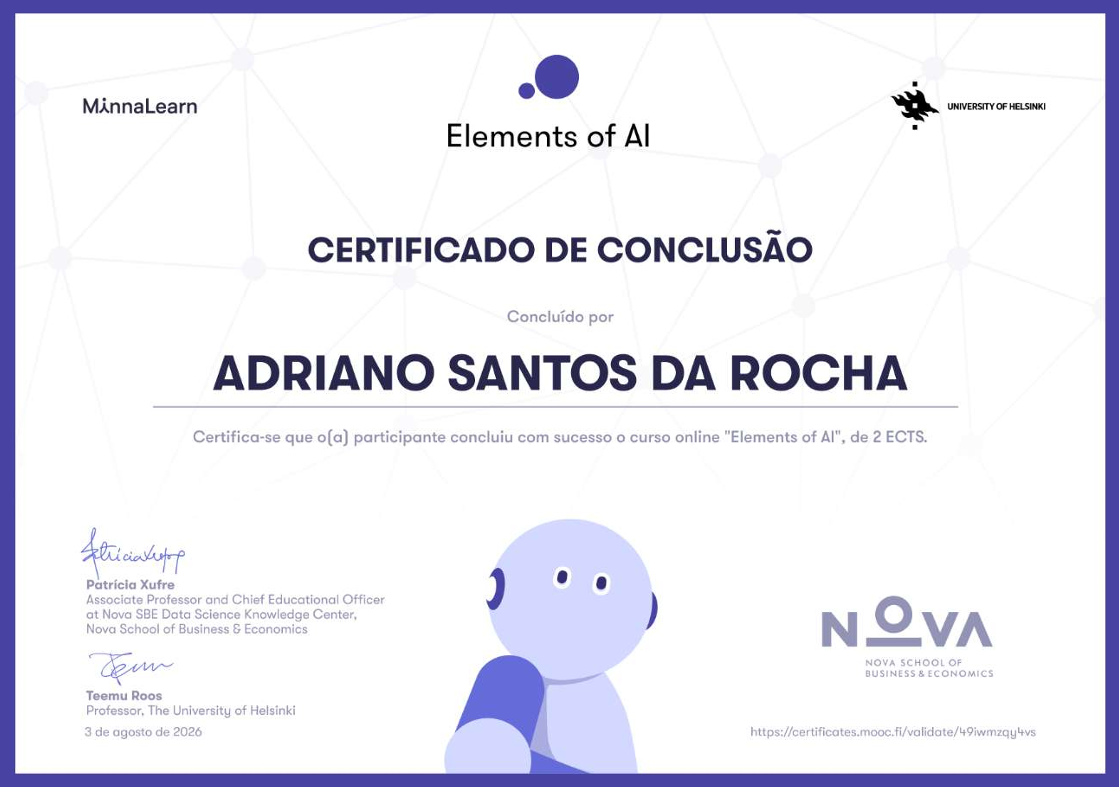 MinnaLearn
Elements of AI
UNIVERSITY OF HELSINKI
CERTIFICADO DE CONCLUSÃO
Concluído por
ADRIANO SANTOS DA ROCHA
Certifica-se que o(a) participante concluiu com sucesso o curso online "Elements of AI", de 2 ECTS.
Patrícia Xufre
Patrícia Xufre
Associate Professor and Chief Educational Officer
at Nova SBE Data Science Knowledge Center,
Nova School of Business & Economics
Teemu Roos
Professor, The University of Helsinki
3 de agosto de 2026
NOVA
NOVA SCHOOL OF
BUSINESS & ECONOMICS
https://certificates.mooc.fi/validate/49iwmzqy4vs